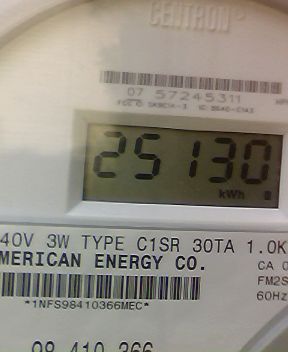 CENTRON®
07 57245311
25130
kWh
40V 3W TYPE C1SR 30TA 1.0K
MERICAN ENERGY CO.
CA 0
FM2S
60Hz
*1NFS98410366MEC*
98 410 366